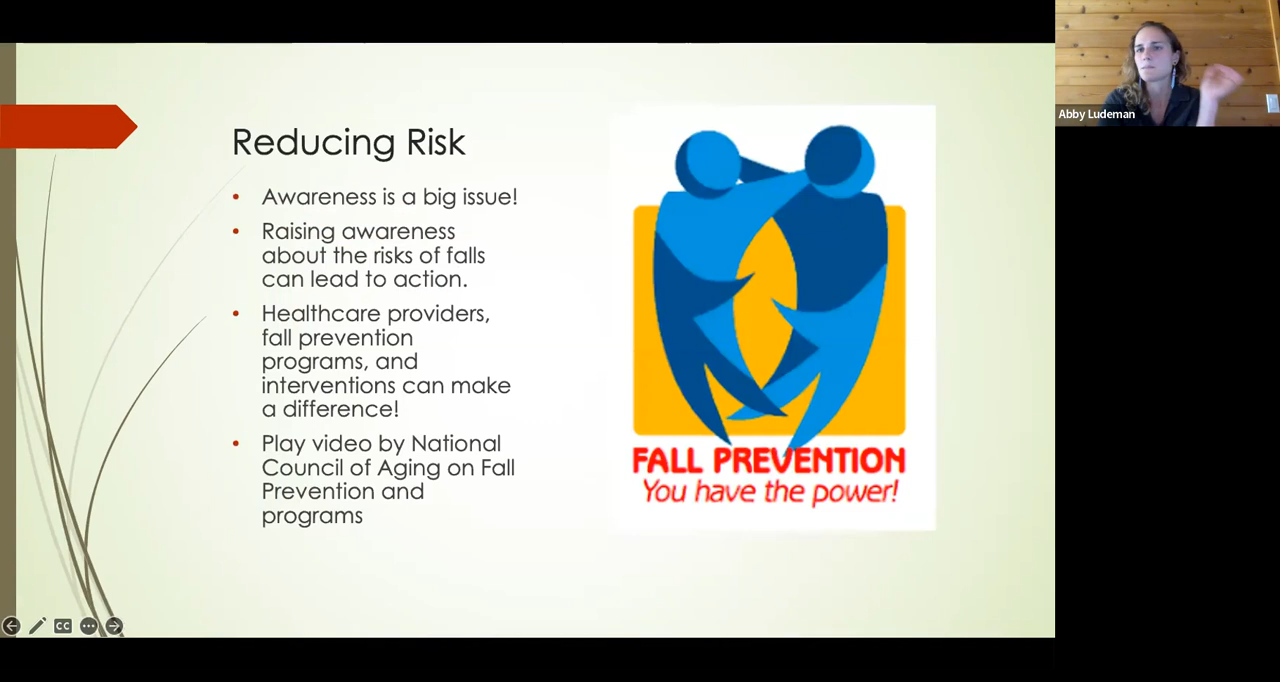 Reducing Risk
Awareness is a big issue!
Raising awareness
about the risks of falls
can lead to action.
Healthcare providers,
fall prevention
programs, and
interventions can make
a difference!
Play video by National
Council of Aging on Fall
Prevention and
programs
FALL PREVENTION
You have the power!
Abby Ludeman
CC